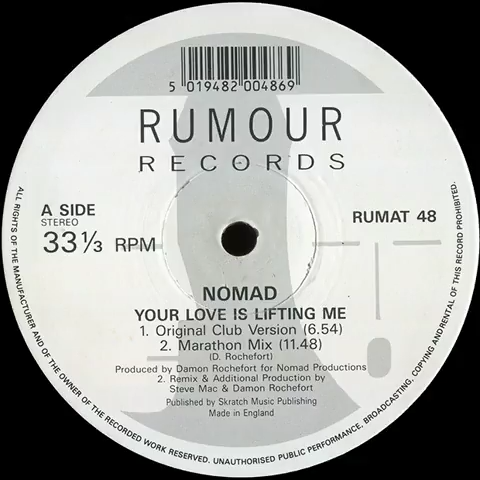 5 019482 004869
RUMOUR
RECORDS
A SIDE
STEREO
33⅓ RPM
RUMAT 48
NOMAD
YOUR LOVE IS LIFTING ME
1. Original Club Version (6.54)
2. Marathon Mix (11.48)
(D. Rochefort)
Produced by Damon Rochefort for Nomad Productions
2. Remix & Additional Production by
Steve Mac & Damon Rochefort
Published by Skratch Music Publishing
Made in England
ALL RIGHTS OF THE MANUFACTURER AND OF THE OWNER OF THE RECORDED WORK RESERVED. UNAUTHORISED PUBLIC PERFORMANCE, BROADCASTING, COPYING ANDRENTAL OF THIS RECORD PROHIBITED.